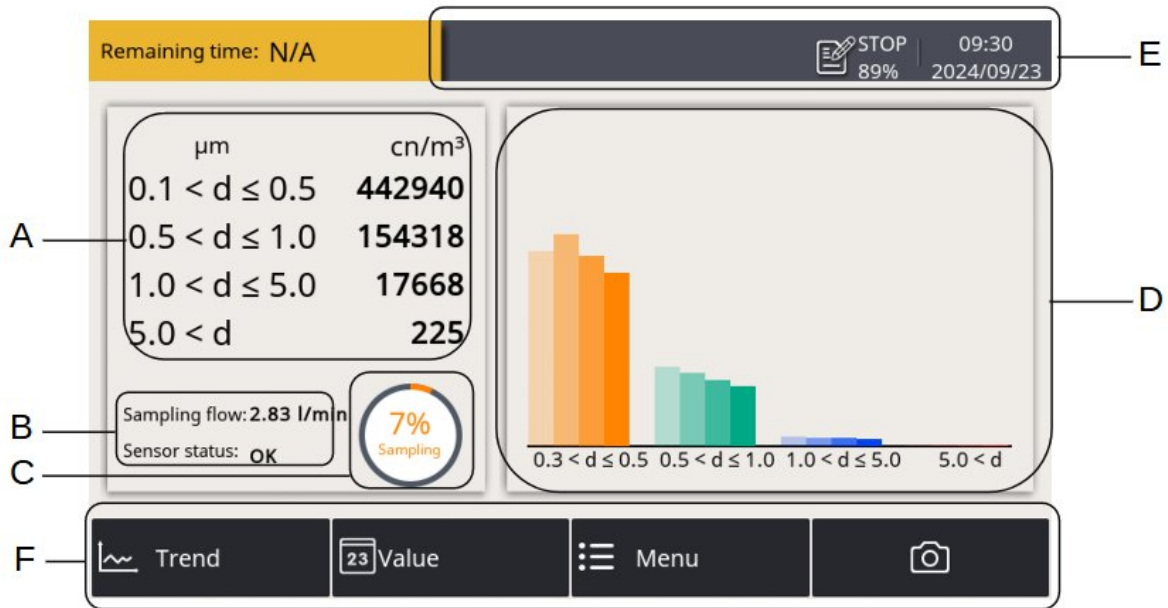 Remaining time: N/A
STOP 09:30
89% 2024/09/23
E
µm cn/m³
0.1 < d ≤ 0.5 442940
A
0.5 < d ≤ 1.0 154318
1.0 < d ≤ 5.0 17668
5.0 < d 225
D
B
Sampling flow: 2.83 l/min
Sensor status: OK
C
7%
Sampling
0.3 < d ≤ 0.5 0.5 < d ≤ 1.0 1.0 < d ≤ 5.0 5.0 < d
F
Trend 23 Value Menu